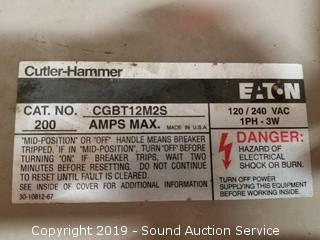 Cutler-Hammer
EATON
CAT. NO. CGBT12M2S
200 AMPS MAX. MADE IN U.S.A.
120 / 240 VAC
1PH - 3W
"MID-POSITION" OR "OFF" HANDLE MEANS BREAKER
TRIPPED. IF IN "MID-POSITION", TURN "OFF" BEFORE
TURNING "ON". IF BREAKER TRIPS, WAIT TWO
MINUTES BEFORE RESETTING. DO NOT CONTINUE
TO RESET UNTIL FAULT IS CLEARED.
SEE INSIDE OF COVER FOR ADDITIONAL INFORMATION.
30-10812-67
DANGER:
HAZARD OF
ELECTRICAL
SHOCK OR BURN.
TURN OFF POWER
SUPPLYING THIS EQUIPMENT
BEFORE WORKING INSIDE.
Copyright 2019 - Sound Auction Service